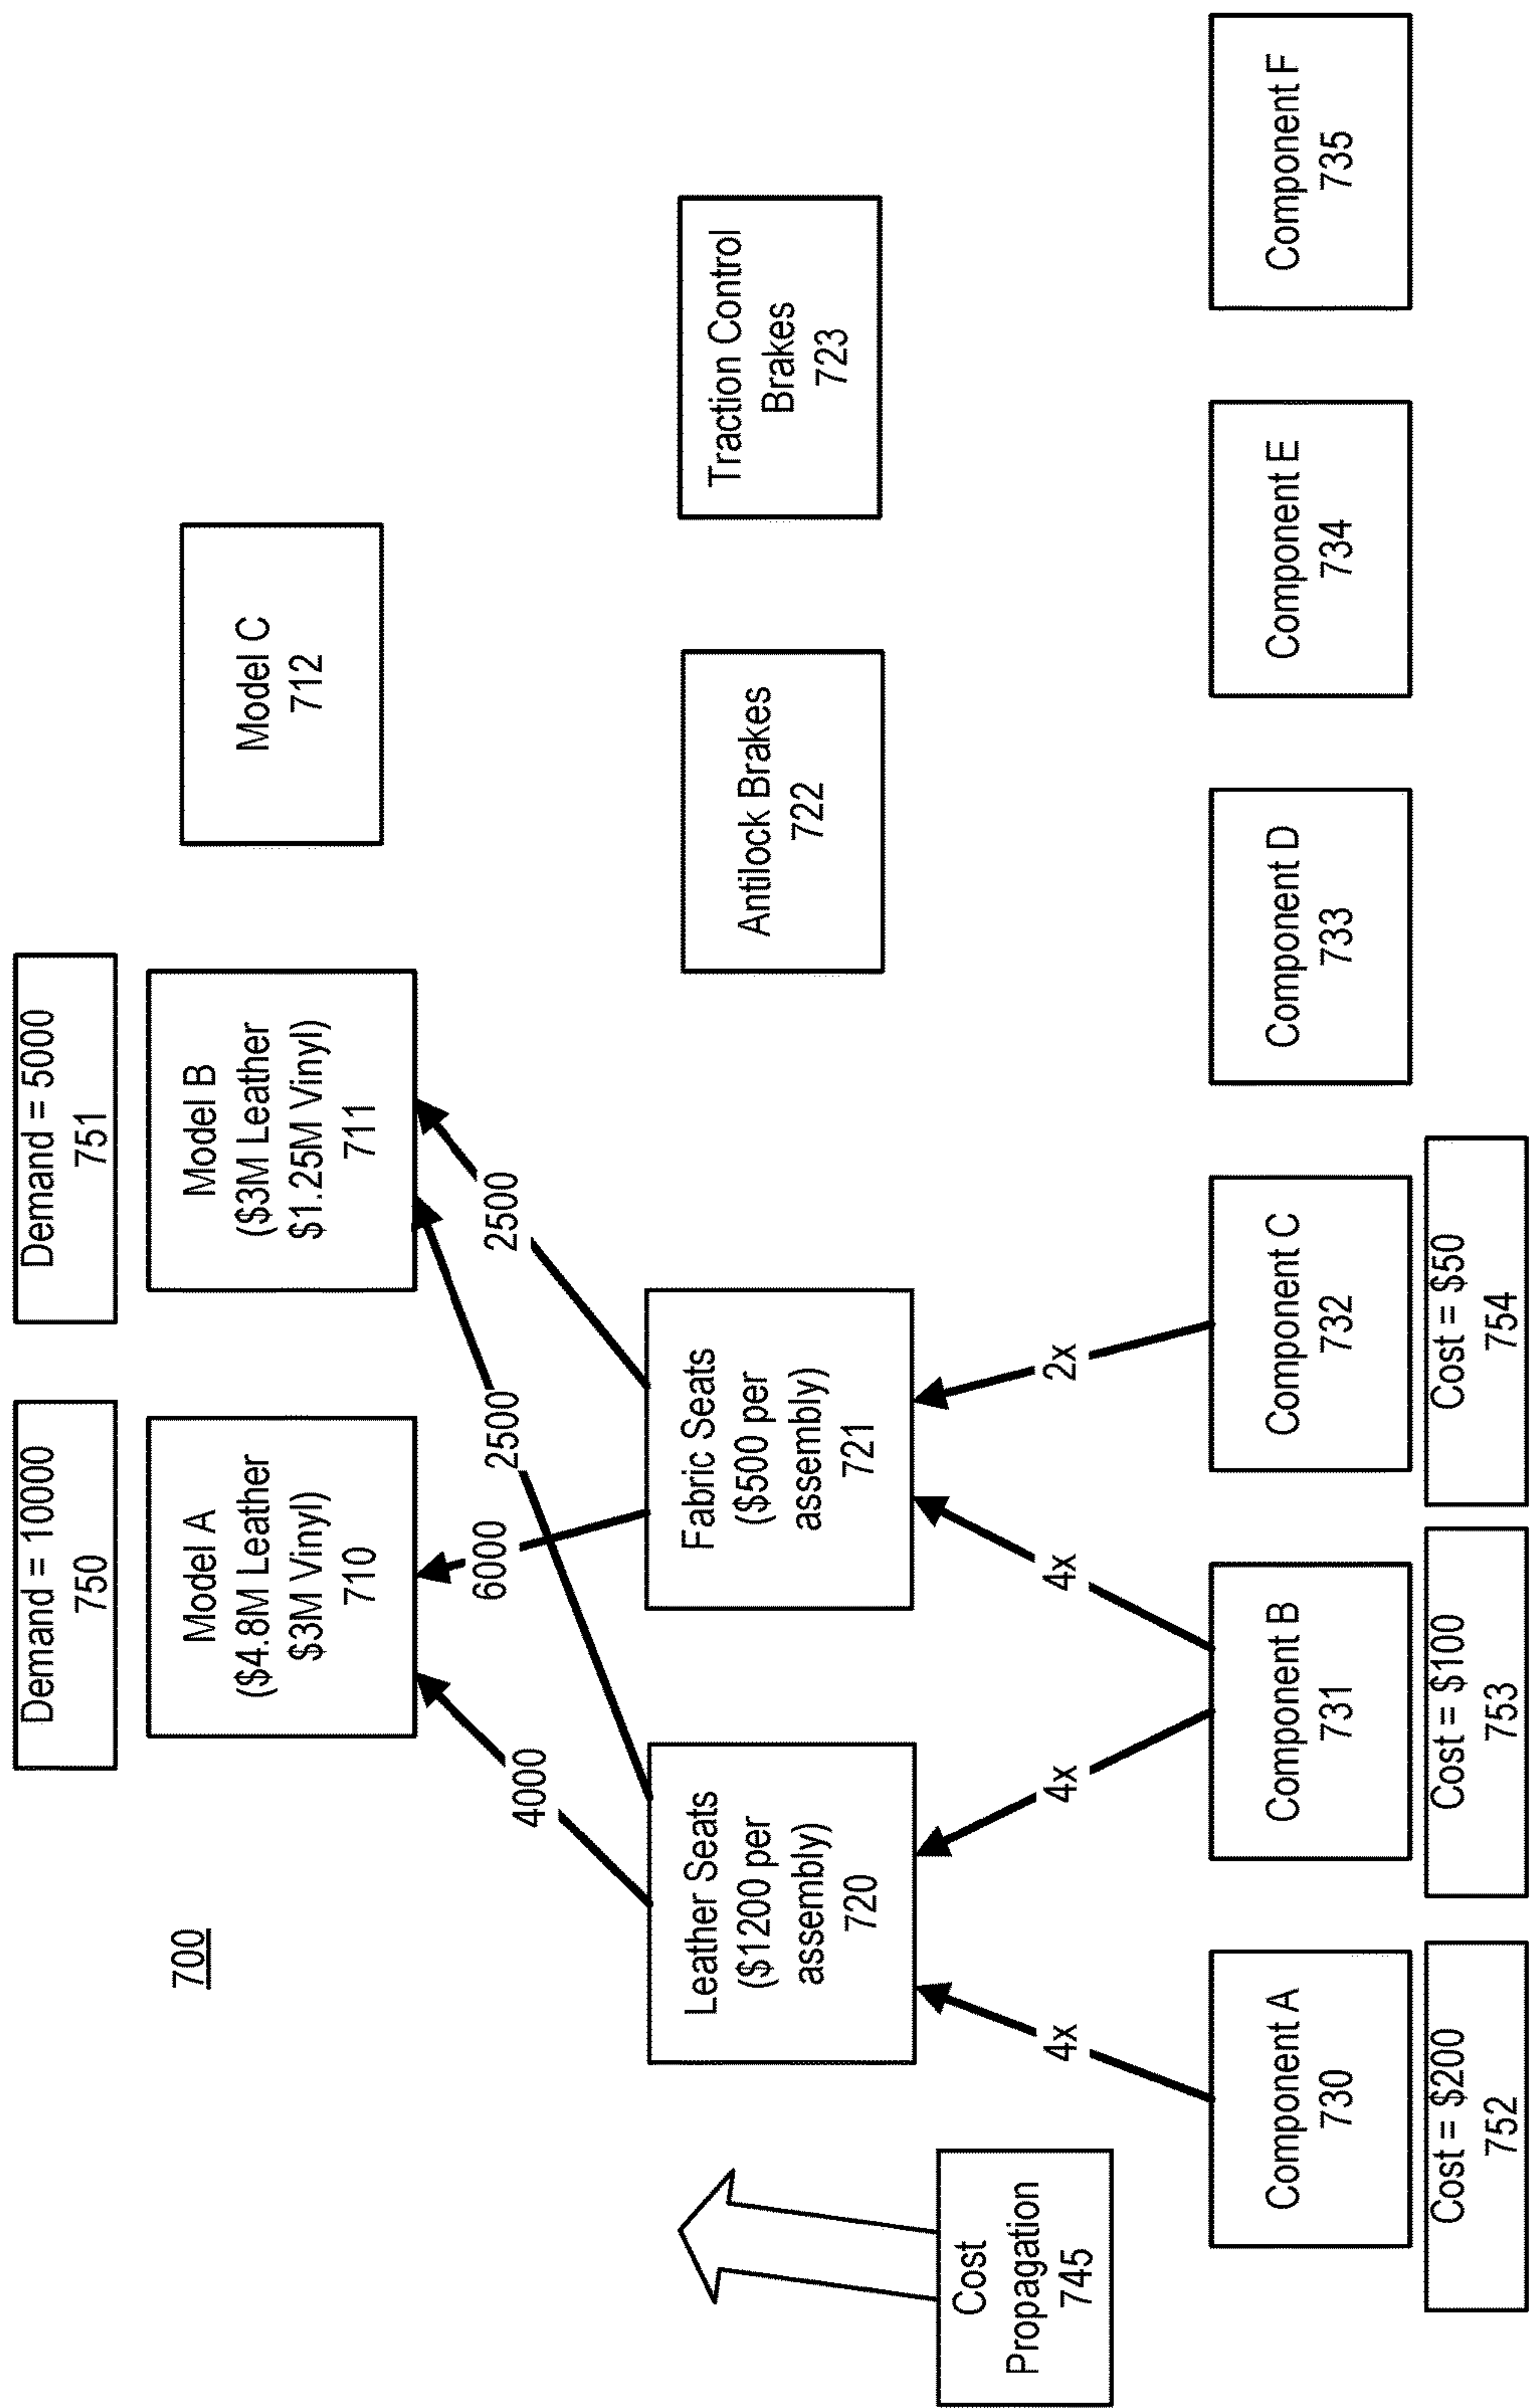 700
Demand = 10000
750
Demand = 5000
751
Model A
($4.8M Leather
$3M Vinyl)
710
Model B
($3M Leather
$1.25M Vinyl)
711
Model C
712
4000
6000
2500
2500
Leather Seats
($1200 per
assembly)
720
Fabric Seats
($500 per
assembly)
721
Antilock Brakes
722
Traction Control
Brakes
723
Cost
Propagation
745
4x
4x
4x
2x
Component A
730
Component B
731
Component C
732
Component D
733
Component E
734
Component F
735
Cost = $200
752
Cost = $100
753
Cost = $50
754